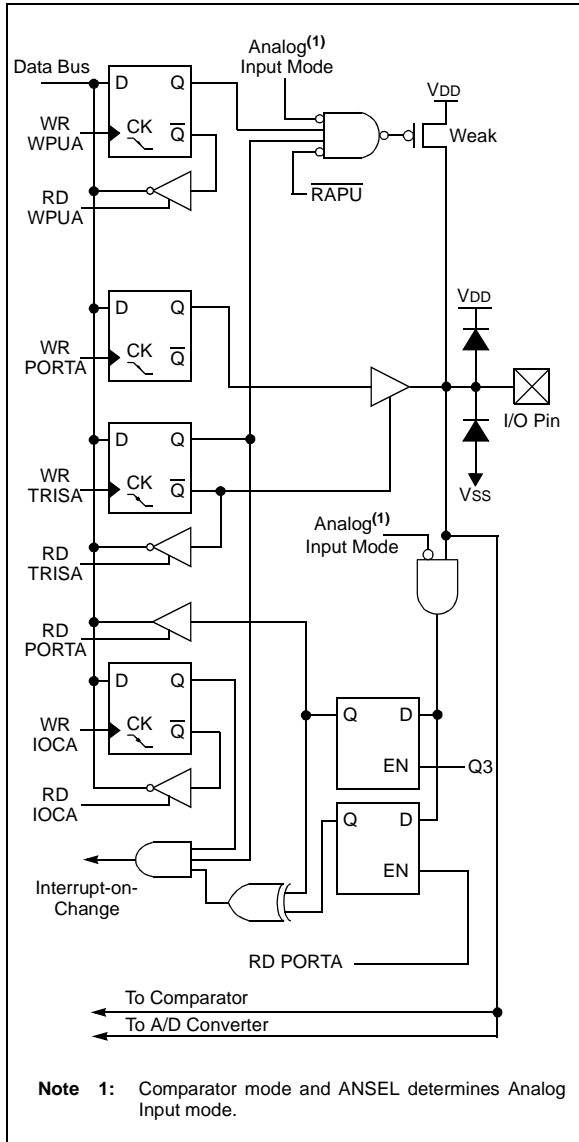 Analog(1)
Input Mode
Data Bus
D Q
VDD
WR
WPUA
CK Q
Weak
RD
WPUA
RAPU
D Q
VDD
WR
PORTA
CK Q
I/O Pin
D Q
WR
TRISA
CK Q
VSS
Analog(1)
Input Mode
RD
TRISA
RD
PORTA
D Q
Q D
WR
IOCA
CK Q
EN
Q3
RD
IOCA
Q D
EN
Interrupt-on-
Change
RD PORTA
To Comparator
To A/D Converter
Note 1: Comparator mode and ANSEL determines Analog
Input mode.